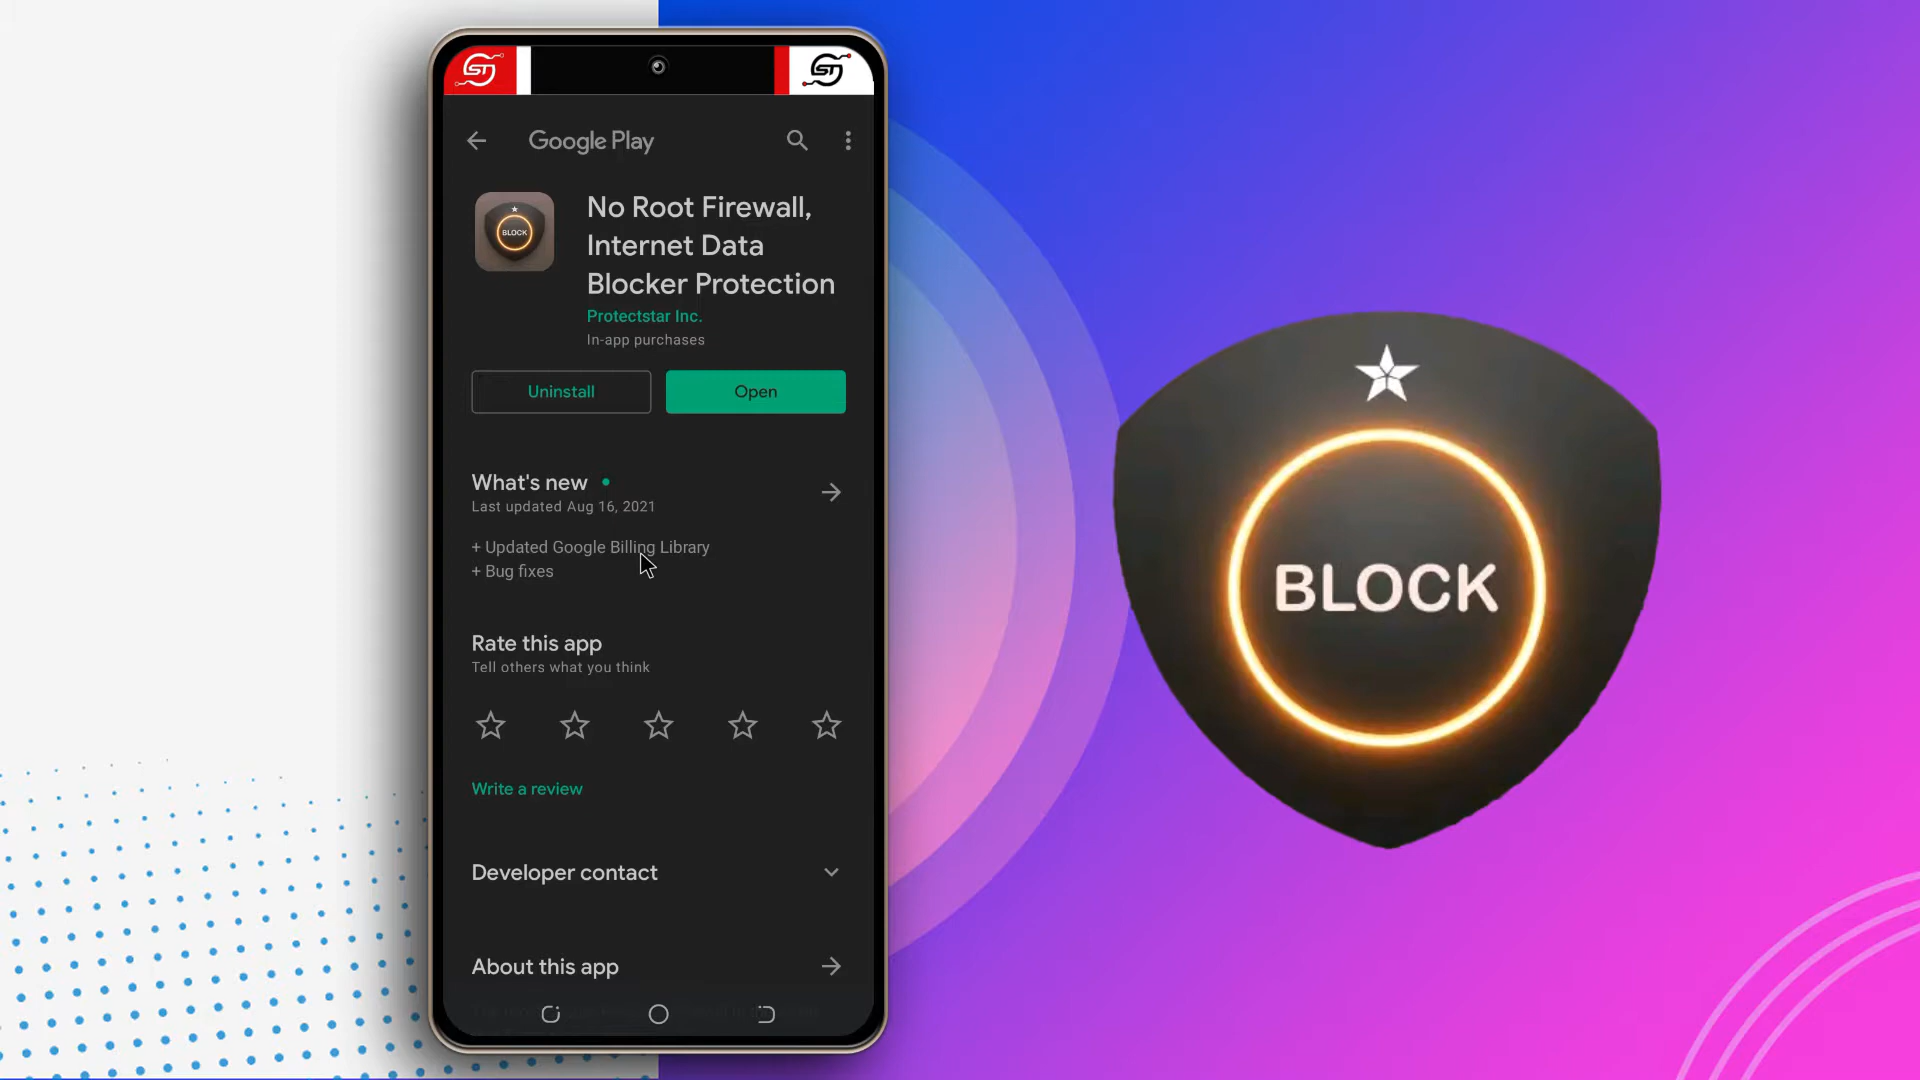 ST
ST
Google Play
No Root Firewall,
Internet Data
Blocker Protection
Protectstar Inc.
In-app purchases
BLOCK
Uninstall
Open
What's new
Last updated Aug 16, 2021
+ Updated Google Billing Library
+ Bug fixes
Rate this app
Tell others what you think
Write a review
Developer contact
About this app
BLOCK